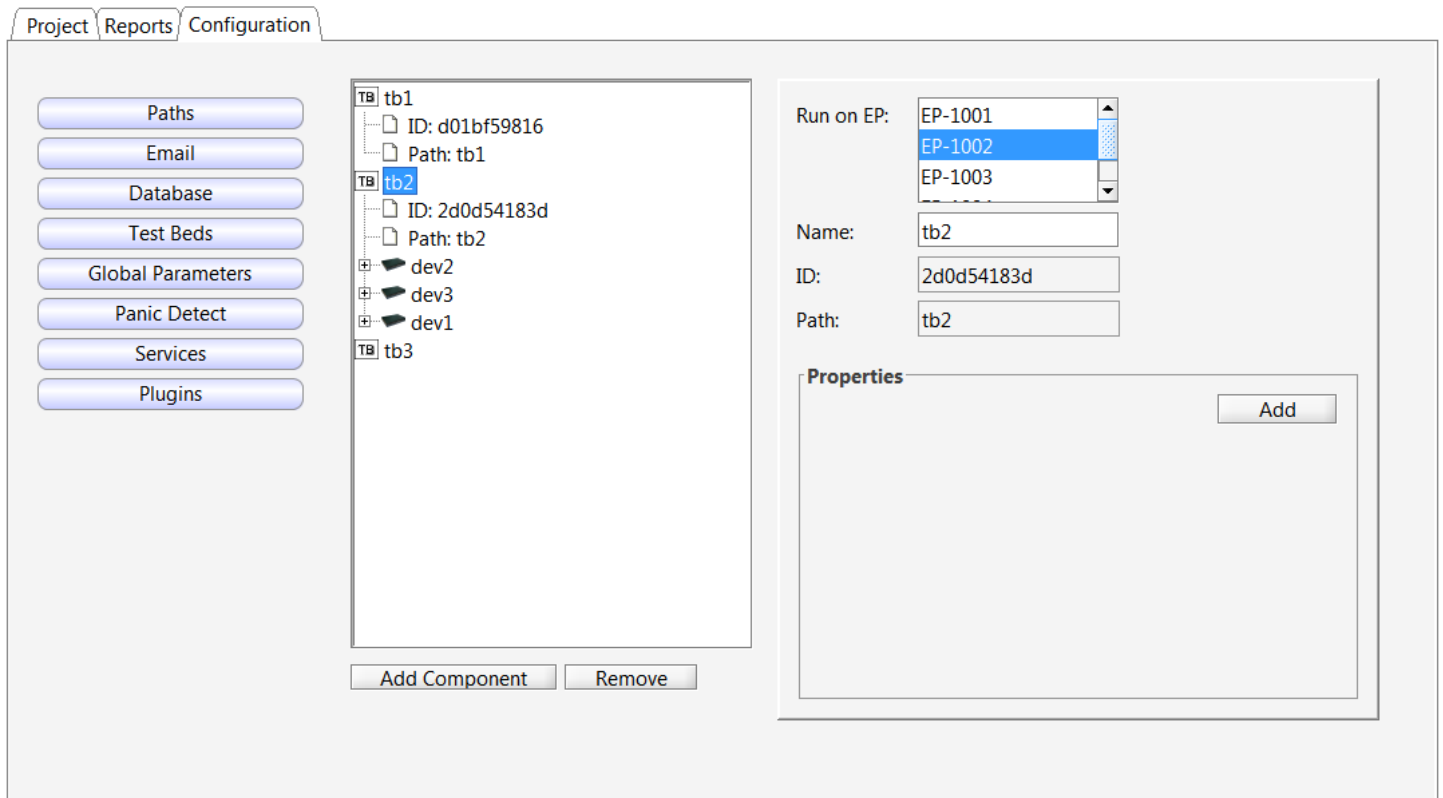 Project Reports Configuration
Paths
Email
Database
Test Beds
Global Parameters
Panic Detect
Services
Plugins
TB tb1
ID: d01bf59816
Path: tb1
TB tb2
ID: 2d0d54183d
Path: tb2
dev2
dev3
dev1
TB tb3
Add Component Remove
Run on EP:
EP-1001
EP-1002
EP-1003
Name: tb2
ID: 2d0d54183d
Path: tb2
Properties
Add